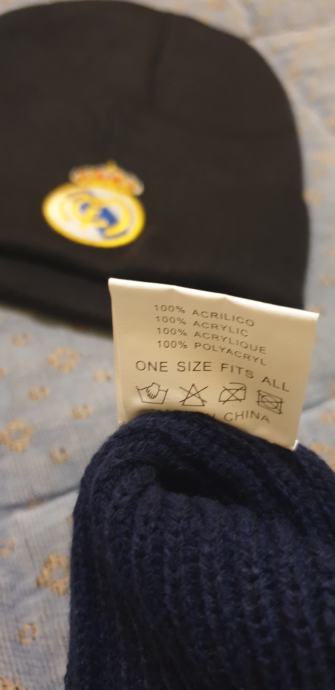 100% ACRILICO
100% ACRYLIC
100% ACRYLIQUE
100% POLYACRYL
ONE SIZE FITS ALL
CHINA